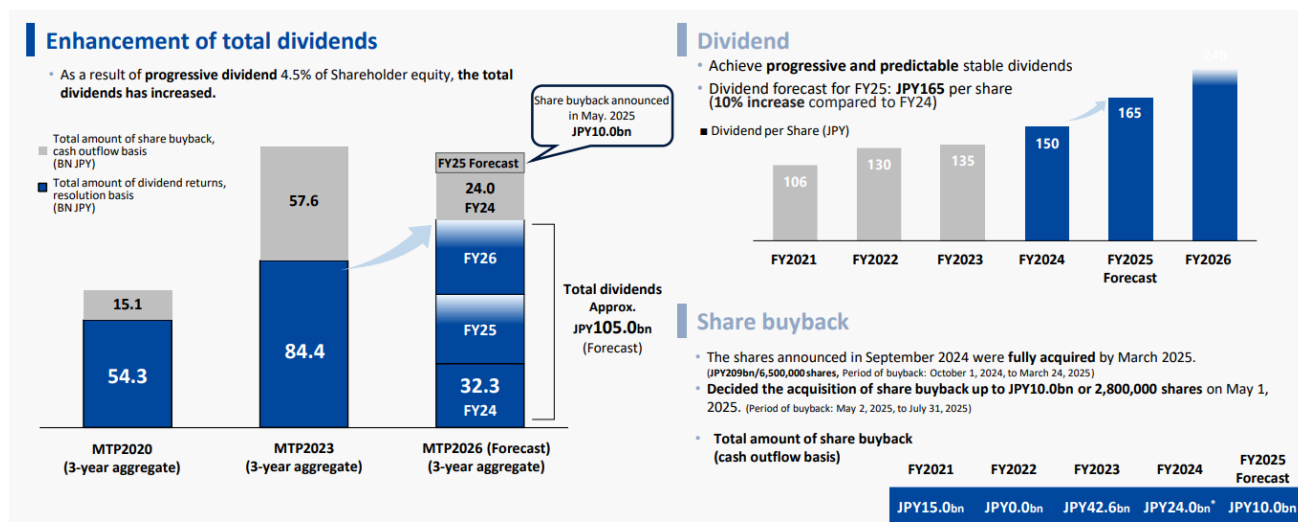 Enhancement of total dividends
• As a result of progressive dividend 4.5% of Shareholder equity, the total
dividends has increased.
Share buyback announced
in May. 2025
JPY10.0bn
Total amount of share buyback,
cash outflow basis
(BN JPY)
Total amount of dividend returns,
resolution basis
(BN JPY)
15.1
54.3
57.6
84.4
FY25 Forecast
24.0
FY24
FY26
FY25
32.3
FY24
Total dividends
Approx.
JPY105.0bn
(Forecast)
MTP2020
(3-year aggregate)
MTP2023
(3-year aggregate)
MTP2026 (Forecast)
(3-year aggregate)
Dividend
• Achieve progressive and predictable stable dividends
• Dividend forecast for FY25: JPY165 per share
(10% increase compared to FY24)
■ Dividend per Share (JPY)
106
130
135
150
165
240
FY2021
FY2022
FY2023
FY2024
FY2025
Forecast
FY2026
Share buyback
• The shares announced in September 2024 were fully acquired by March 2025.
(JPY209bn/6,500,000 shares, Period of buyback: October 1, 2024, to March 24, 2025)
• Decided the acquisition of share buyback up to JPY10.0bn or 2,800,000 shares on May 1,
2025. (Period of buyback: May 2, 2025, to July 31, 2025)
• Total amount of share buyback
(cash outflow basis)
FY2021 FY2022 FY2023 FY2024 FY2025
Forecast
JPY15.0bn JPY0.0bn JPY42.6bn JPY24.0bn* JPY10.0bn